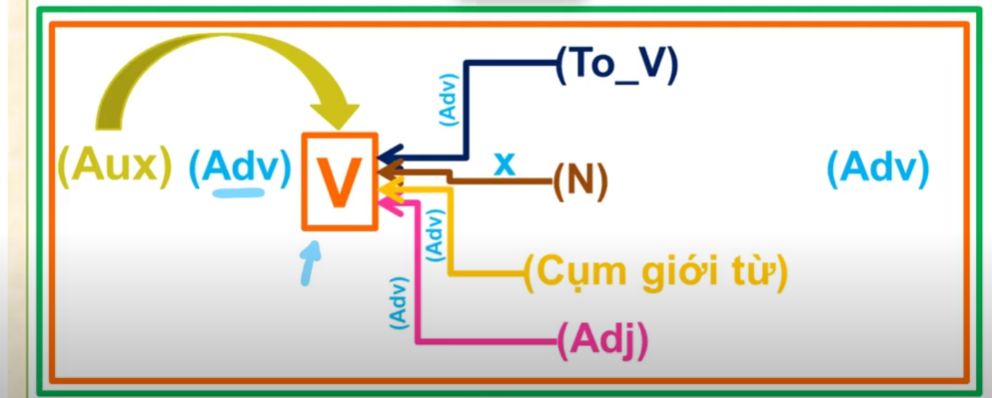 (To_V)
(Adv)
(Aux) (Adv) V x (N) (Adv)
(Adv)
(Cụm giới từ)
(Adv)
(Adj)